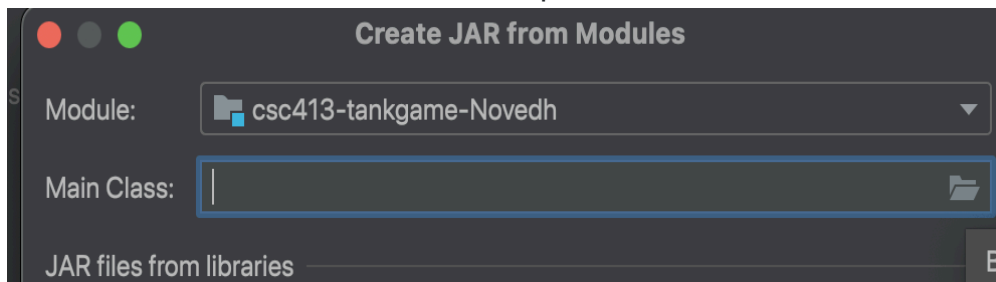 Create JAR from Modules
s
Module: csc413-tankgame-Novedh
Main Class:
JAR files from libraries